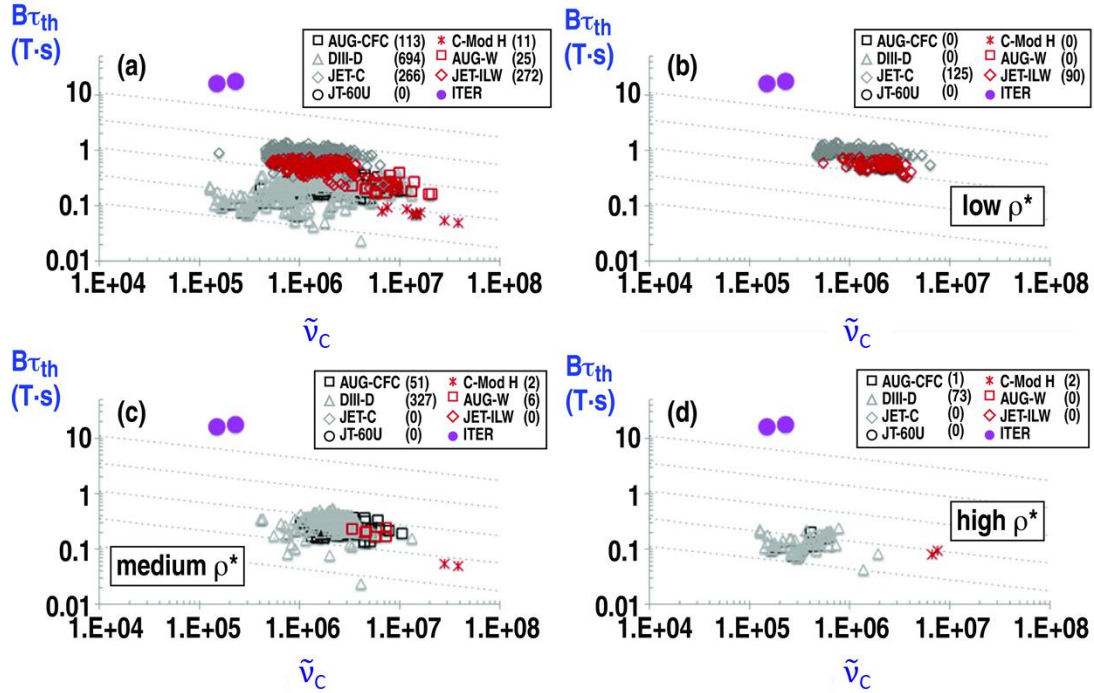 Bτth
(T·s)
(a)
AUG-CFC (113) C-Mod H (11)
DIII-D (694) AUG-W (25)
JET-C (266) JET-ILW (272)
JT-60U (0) ITER
10
1
0.1
0.01
1.E+04 1.E+05 1.E+06 1.E+07 1.E+08
ν̃C
Bτth
(T·s)
(b)
AUG-CFC (0) C-Mod H (0)
DIII-D (0) AUG-W (0)
JET-C (125) JET-ILW (90)
JT-60U (0) ITER
10
1
0.1
0.01
low ρ*
1.E+04 1.E+05 1.E+06 1.E+07 1.E+08
ν̃C
Bτth
(T·s)
(c)
AUG-CFC (51) C-Mod H (2)
DIII-D (327) AUG-W (6)
JET-C (0) JET-ILW (0)
JT-60U (0) ITER
10
1
0.1
0.01
medium ρ*
1.E+04 1.E+05 1.E+06 1.E+07 1.E+08
ν̃C
Bτth
(T·s)
(d)
AUG-CFC (1) C-Mod H (2)
DIII-D (73) AUG-W (0)
JET-C (0) JET-ILW (0)
JT-60U (0) ITER
10
1
0.1
0.01
high ρ*
1.E+04 1.E+05 1.E+06 1.E+07 1.E+08
ν̃C